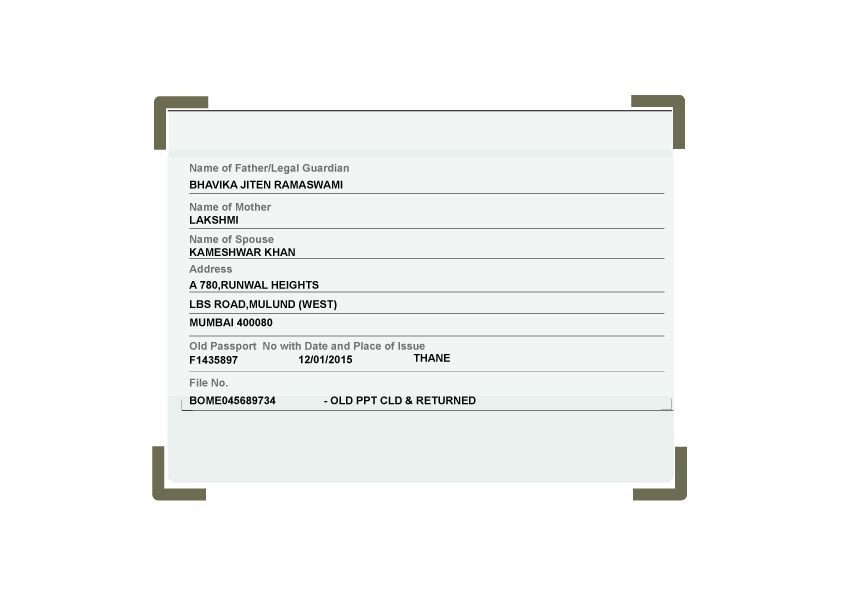 Name of Father/Legal Guardian
BHAVIKA JITEN RAMASWAMI
Name of Mother
LAKSHMI
Name of Spouse
KAMESHWAR KHAN
Address
A 780,RUNWAL HEIGHTS
LBS ROAD,MULUND (WEST)
MUMBAI 400080
Old Passport  No with Date and Place of Issue
F1435897 12/01/2015 THANE
File No.
BOME045689734 - OLD PPT CLD & RETURNED